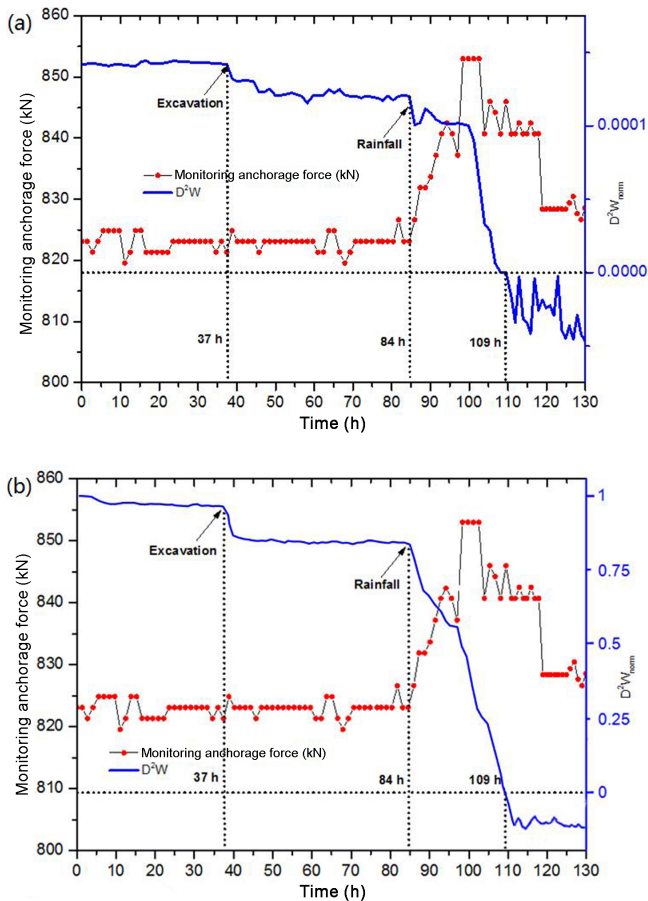 (a)
860
850
840
830
820
810
800
Monitoring anchorage force (kN)
Excavation
Rainfall
Monitoring anchorage force (kN)
D²W
37 h
84 h
109 h
0.0001
0.0000
D²Wnorm
0 10 20 30 40 50 60 70 80 90 100 110 120 130
Time (h)
(b)
860
850
840
830
820
810
800
Monitoring anchorage force (kN)
Excavation
Rainfall
Monitoring anchorage force (kN)
D²W
37 h
84 h
109 h
1
0.75
0.5
0.25
0
D²Wnorm
0 10 20 30 40 50 60 70 80 90 100 110 120 130
Time (h)